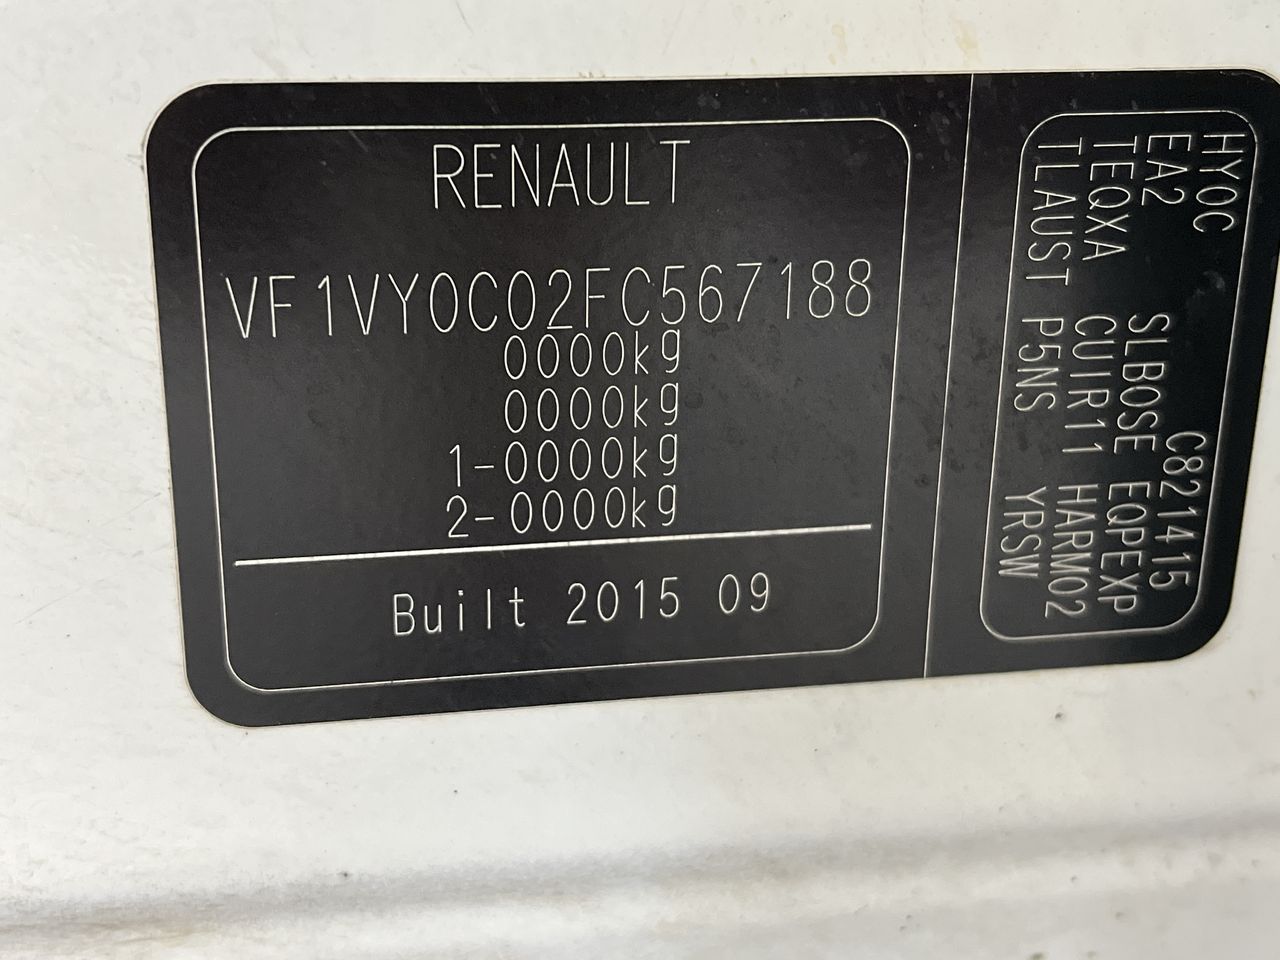 RENAULT
VF1VY0C02FC567188
0000kg
0000kg
1-0000kg
2-0000kg
Built 2015 09
HY0C C821415
EA2 SLBOSE EQPEXP
TEQXA CUIR11 HARM02
TLAUST P5NS YRSW